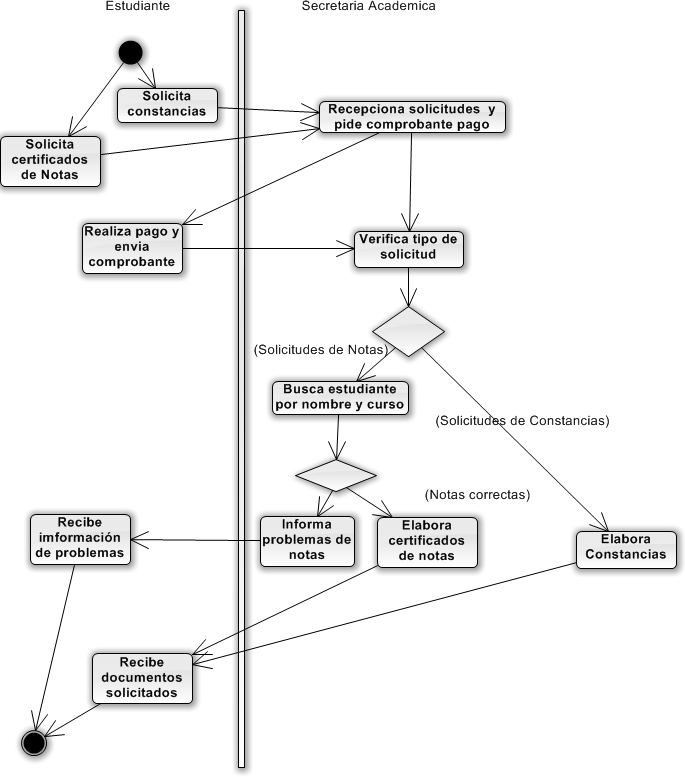 Estudiante
Secretaria Academica
Solicita
constancias
Recepciona solicitudes y
pide comprobante pago
Solicita
certificados
de Notas
Realiza pago y
envia
comprobante
Verifica tipo de
solicitud
(Solicitudes de Notas)
Busca estudiante
por nombre y curso
(Solicitudes de Constancias)
(Notas correctas)
Recibe
imformación
de problemas
Informa
problemas de
notas
Elabora
certificados
de notas
Elabora
Constancias
Recibe
documentos
solicitados